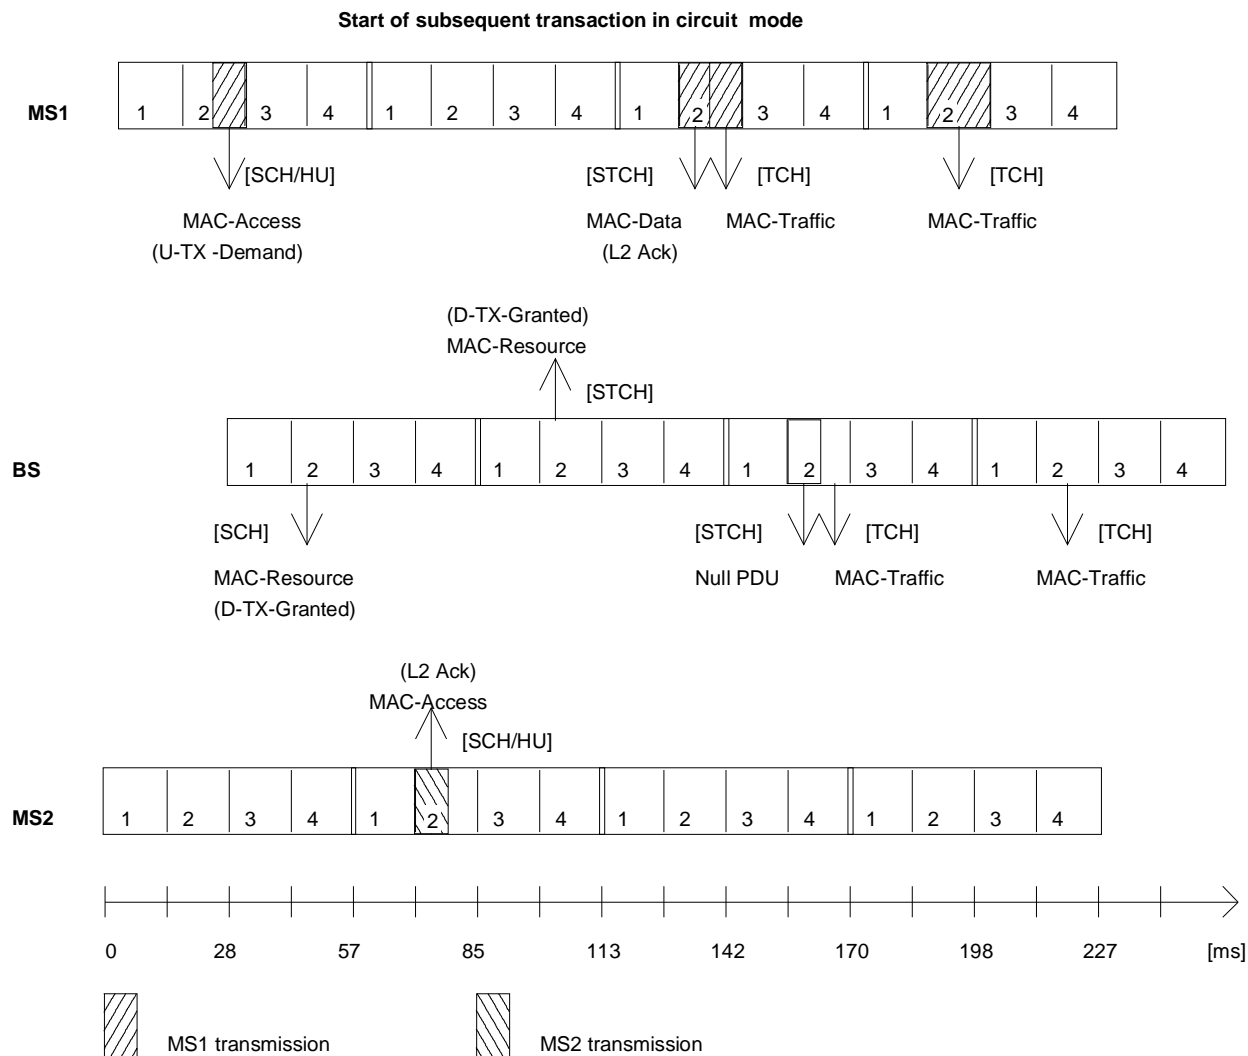 Start of subsequent transaction in circuit mode
MS1
1 2 3 4 1 2 3 4 1 2 3 4 1 2 3 4
[SCH/HU] [STCH] [TCH] [TCH]
MAC-Access MAC-Data MAC-Traffic MAC-Traffic
(U-TX -Demand) (L2 Ack)
(D-TX-Granted)
MAC-Resource
[STCH]
BS
1 2 3 4 1 2 3 4 1 2 3 4 1 2 3 4
[SCH] [STCH] [TCH] [TCH]
MAC-Resource Null PDU MAC-Traffic MAC-Traffic
(D-TX-Granted)
(L2 Ack)
MAC-Access
[SCH/HU]
MS2
1 2 3 4 1 2 3 4 1 2 3 4 1 2 3 4
0 28 57 85 113 142 170 198 227 [ms]
MS1 transmission MS2 transmission